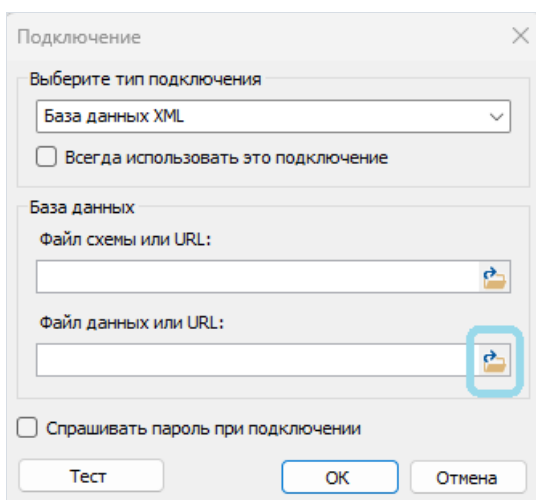 Подключение
Выберите тип подключения
База данных XML
Всегда использовать это подключение
База данных
Файл схемы или URL:
Файл данных или URL:
Спрашивать пароль при подключении
Тест
OK
Отмена